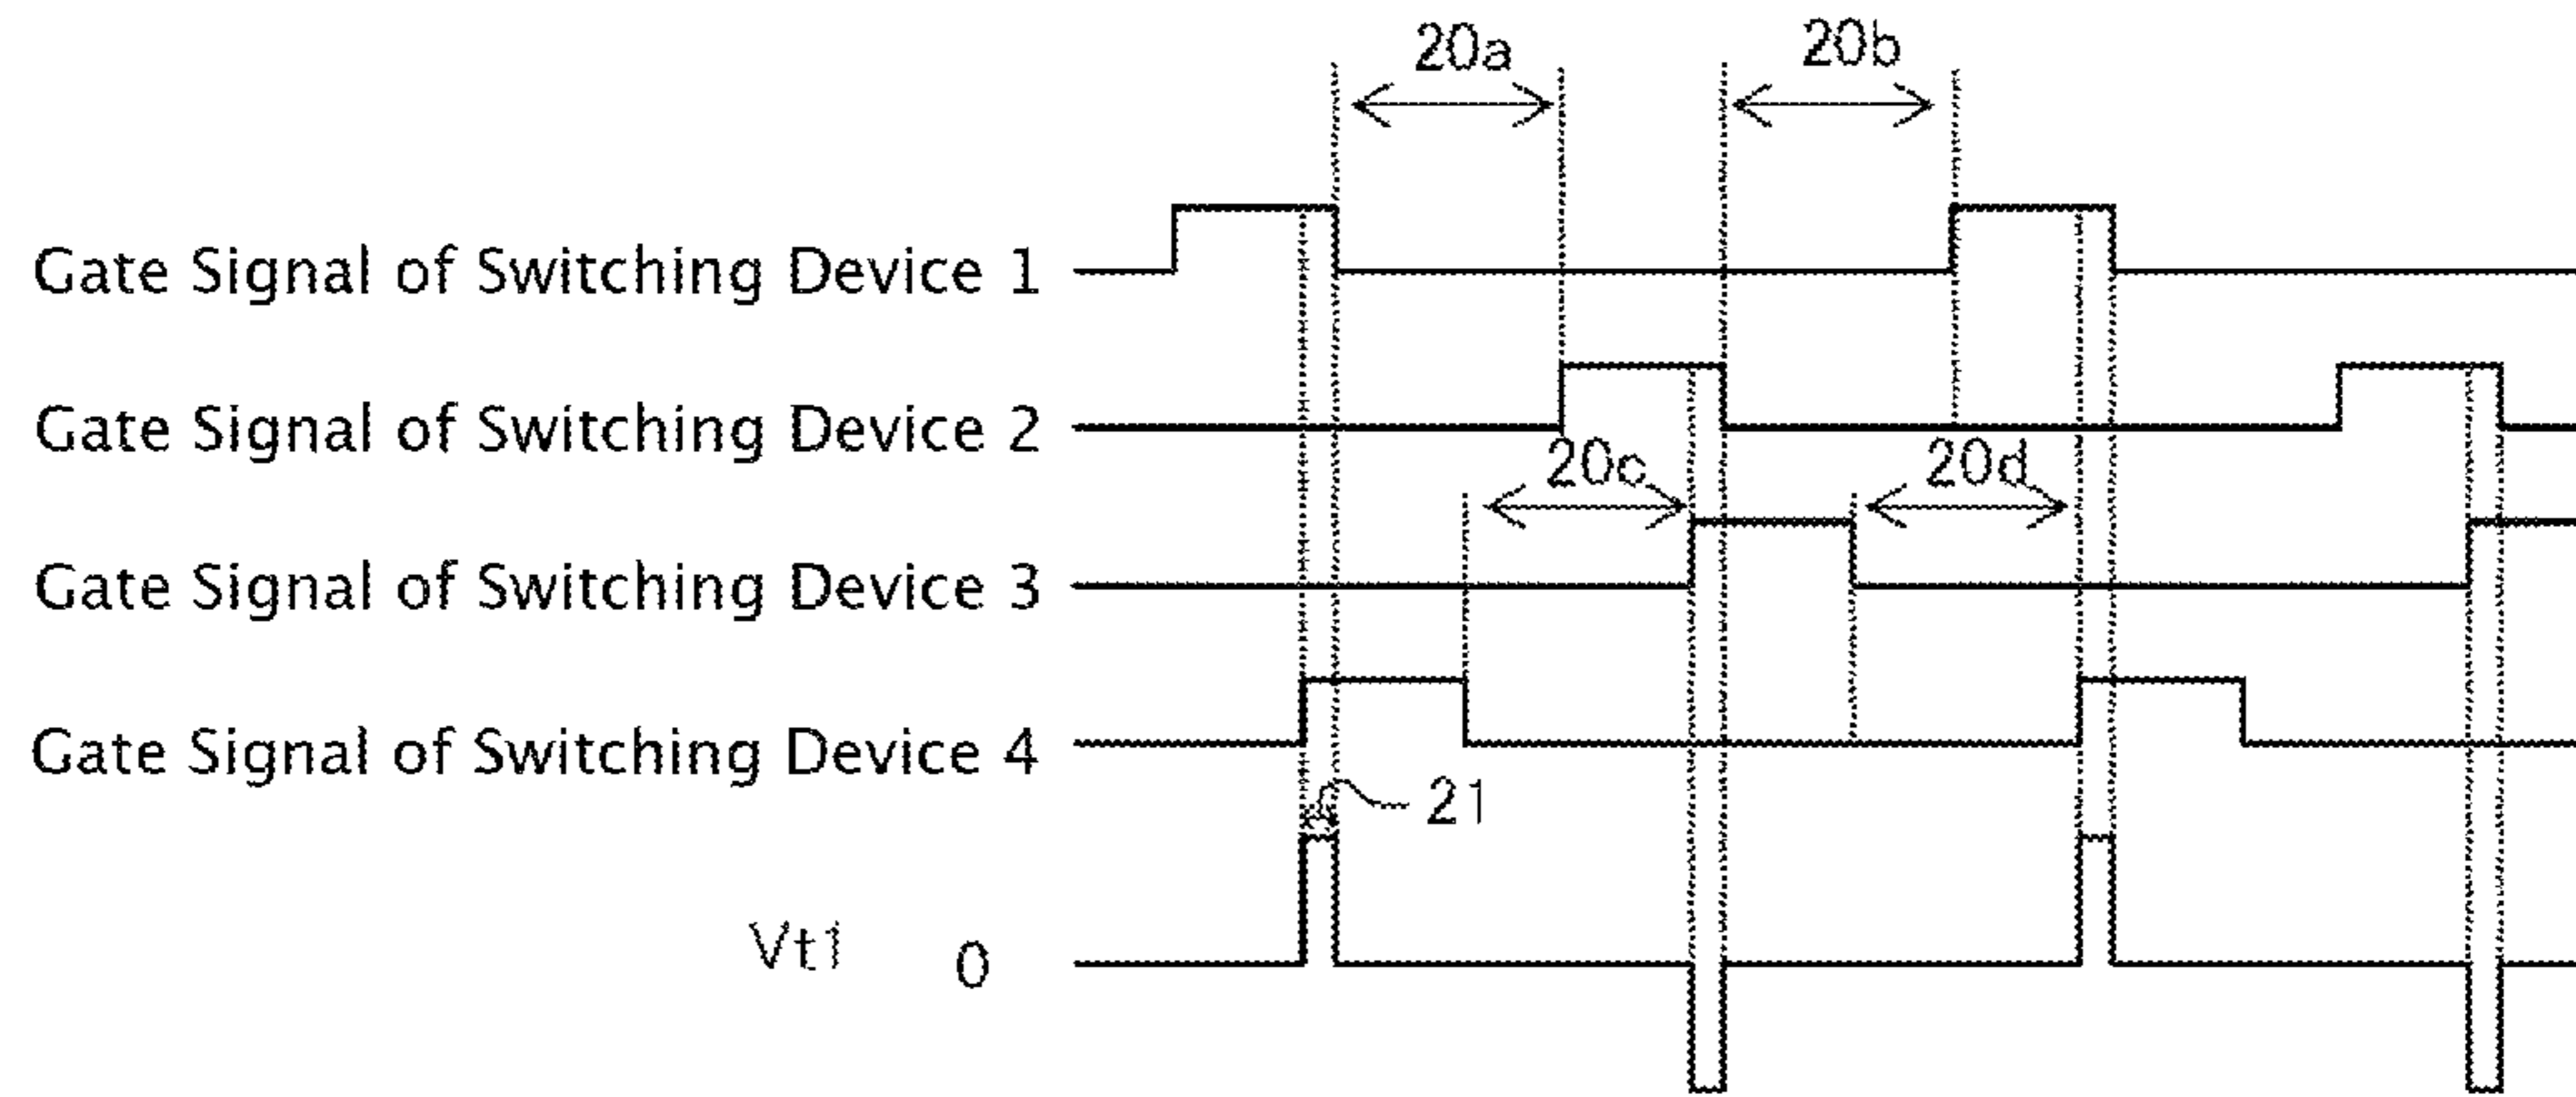 20a 20b
Gate Signal of Switching Device 1
Gate Signal of Switching Device 2
20c 20d
Gate Signal of Switching Device 3
Gate Signal of Switching Device 4
21
Vt1 0